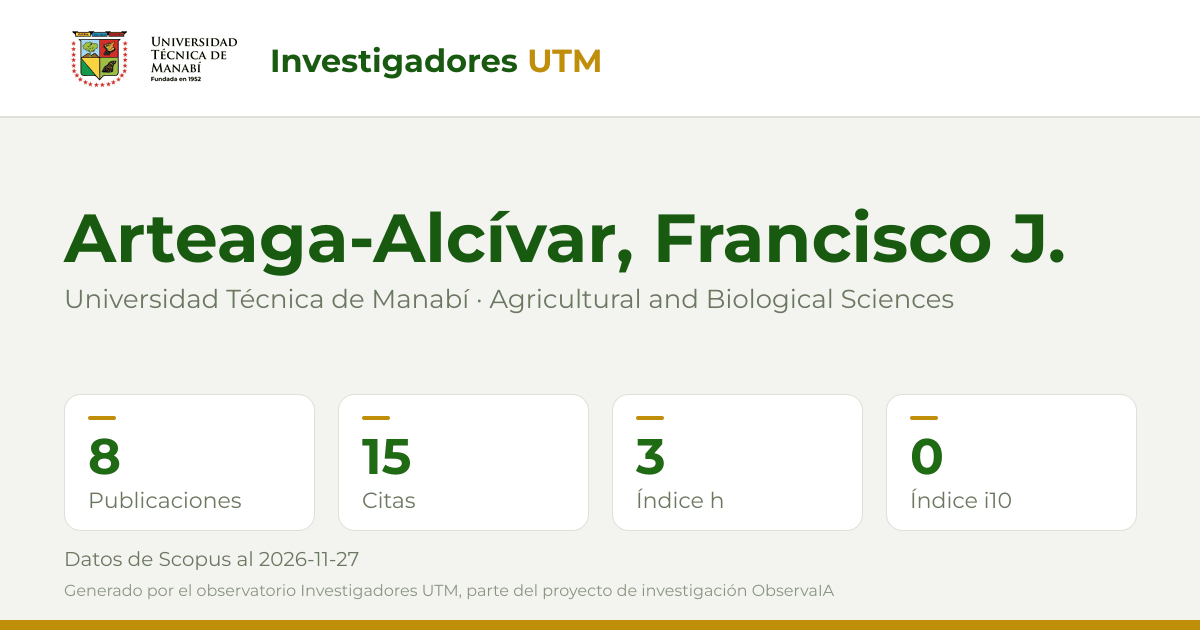 UNIVERSIDAD
TÉCNICA DE
MANABÍ
Fundada en 1952
Investigadores UTM
Arteaga-Alcívar, Francisco J.
Universidad Técnica de Manabí · Agricultural and Biological Sciences
8
Publicaciones
15
Citas
3
Índice h
0
Índice i10
Datos de Scopus al 2026-11-27
Generado por el observatorio Investigadores UTM, parte del proyecto de investigación ObservaIA